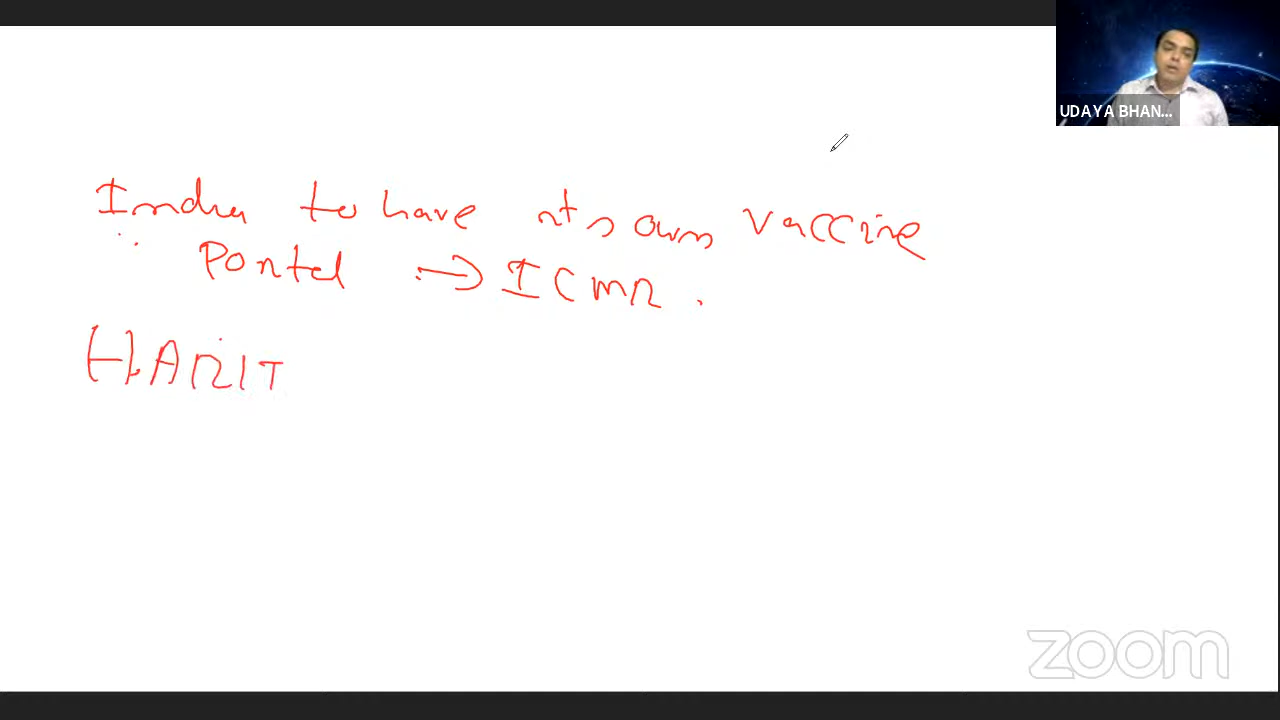 UDAYA BHAN...
India to have its own vaccine
Portal → ICMR.
HARIT
zoom